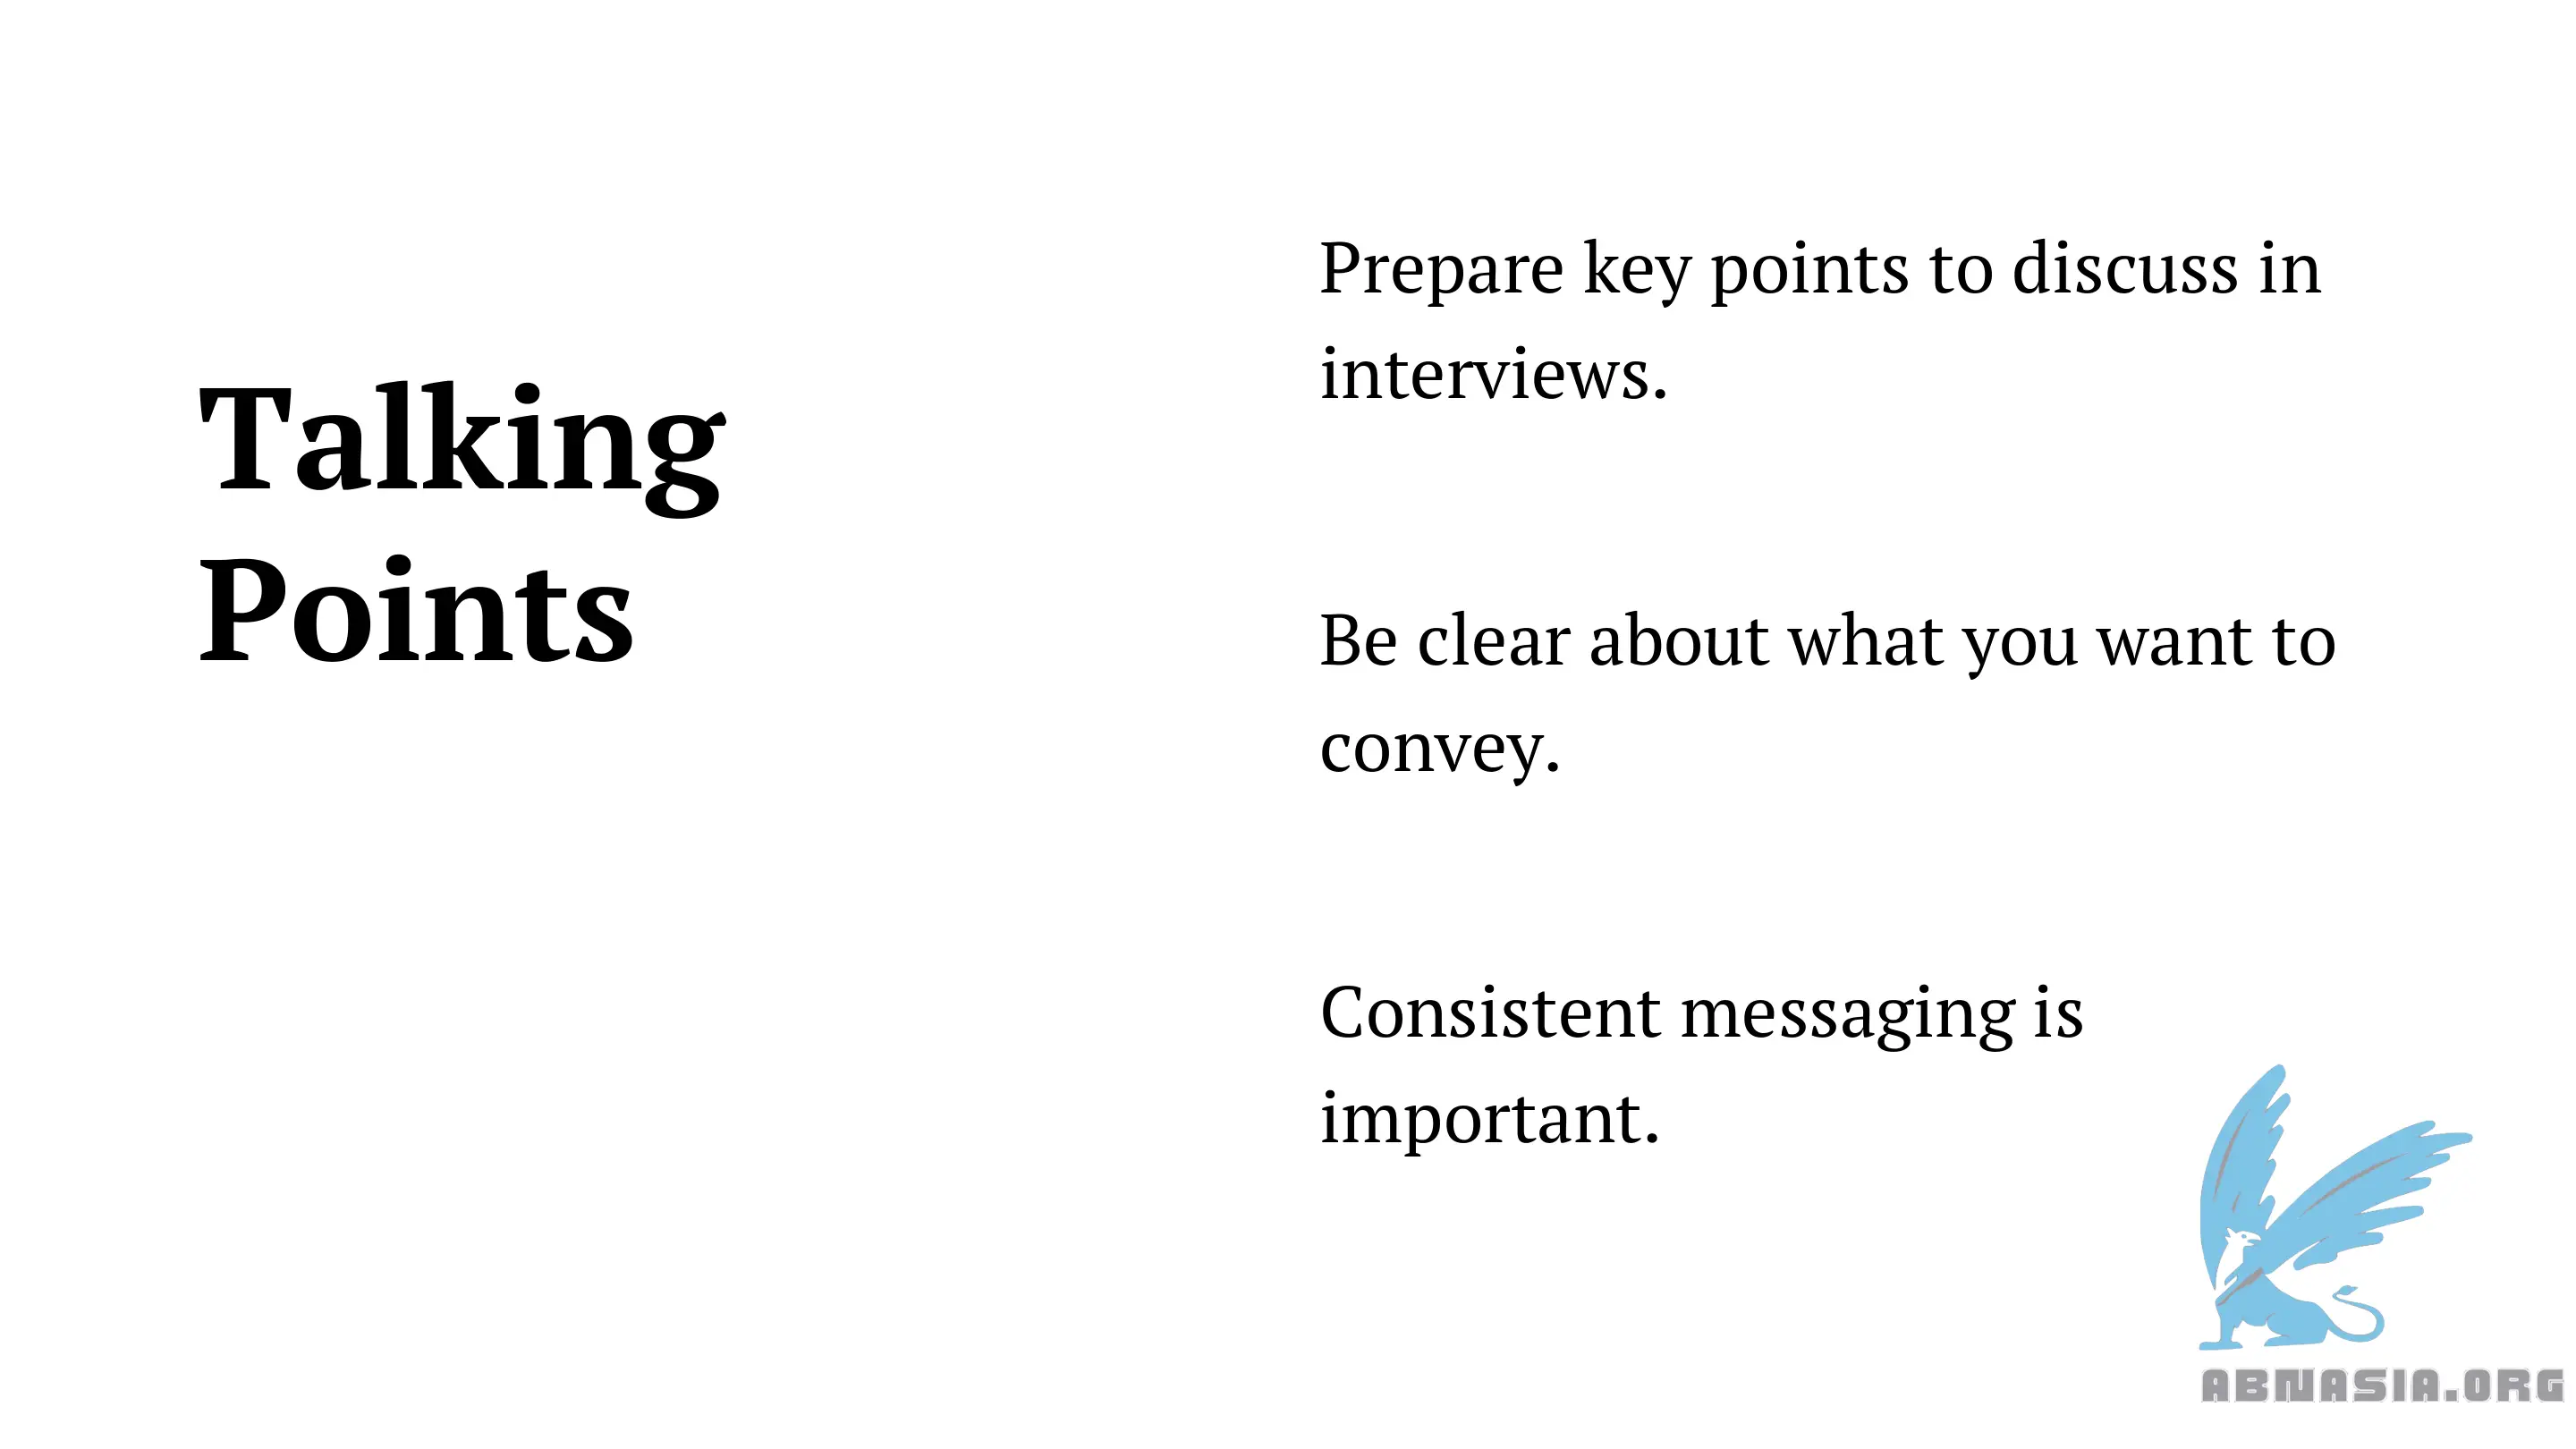 Talking
Points
Prepare key points to discuss in
interviews.
Be clear about what you want to
convey.
Consistent messaging is
important.
ABNASIA.ORG